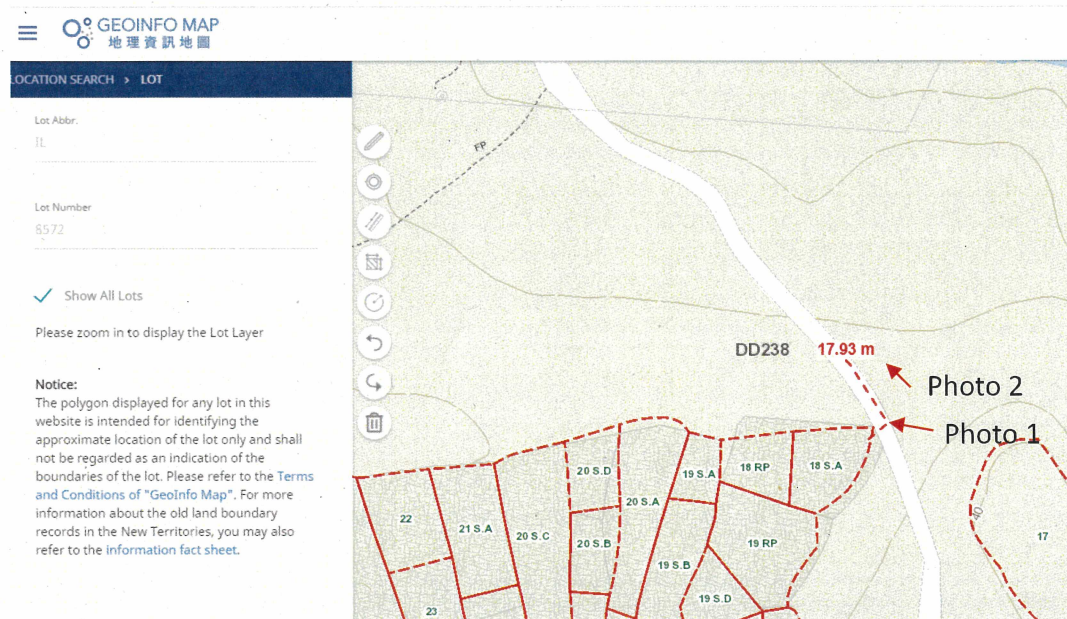 GEOINFO MAP
地理資訊地圖
LOCATION SEARCH > LOT
Lot Abbr.
Lot Number
8572
Show All Lots
Please zoom in to display the Lot Layer
Notice:
The polygon displayed for any lot in this
website is intended for identifying the
approximate location of the lot only and shall
not be regarded as an indication of the
boundaries of the lot. Please refer to the Terms
and Conditions of "GeoInfo Map". For more
information about the old land boundary
records in the New Territories, you may also
refer to the information fact sheet.
FP
DD238
17.93 m
Photo 2
Photo 1
18 RP
18 S.A
20 S.D
19 S.A
20 S.A
22
21 S.A
20 S.C
20 S.B
19 RP
19 S.B
19 S.D
23
40
17